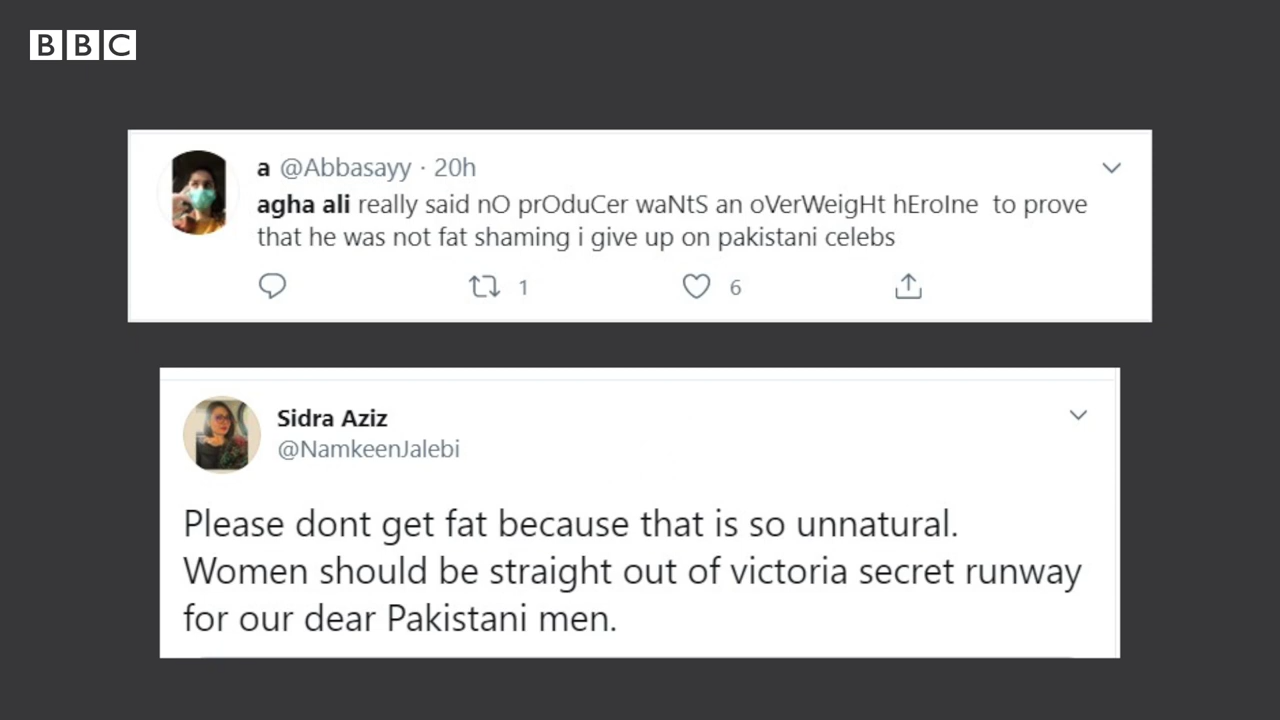 BBC
a @Abbasayy · 20h
agha ali really said nO prOduCer waNtS an oVerWeigHt hEroIne to prove
that he was not fat shaming i give up on pakistani celebs
1 6
Sidra Aziz
@NamkeenJalebi
Please dont get fat because that is so unnatural.
Women should be straight out of victoria secret runway
for our dear Pakistani men.